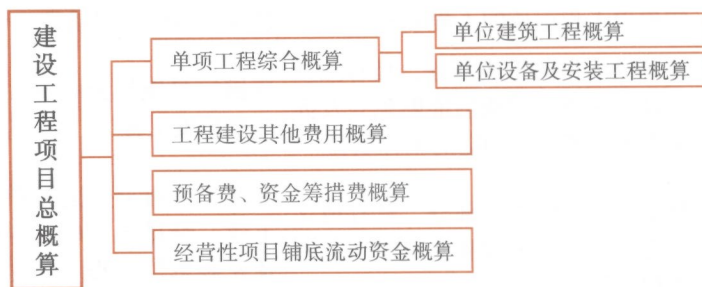 建设工程项目总概算
单项工程综合概算
单位建筑工程概算
单位设备及安装工程概算
工程建设其他费用概算
预备费、资金筹措费概算
经营性项目铺底流动资金概算